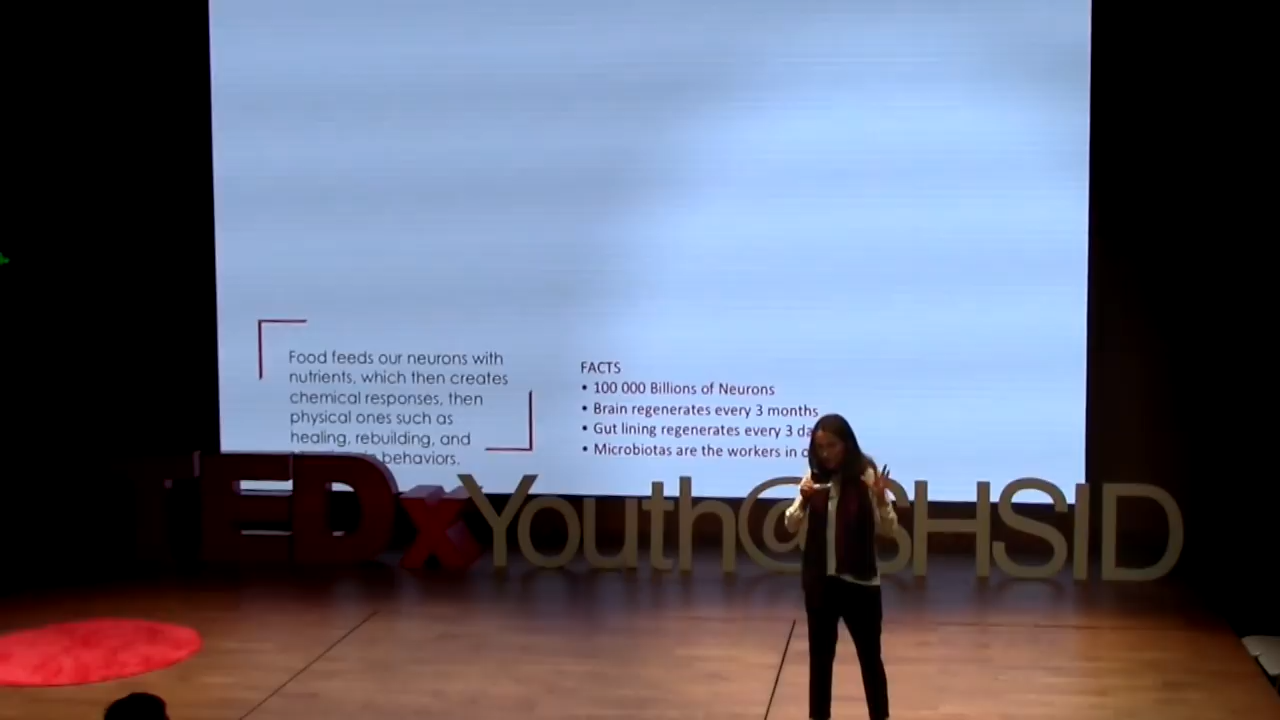 Food feeds our neurons with
nutrients, which then creates
chemical responses, then
physical ones such as
healing, rebuilding, and
behaviors.
FACTS
• 100 000 Billions of Neurons
• Brain regenerates every 3 months
• Gut lining regenerates every 3
• Microbiotas are the workers in
TEDxYouth@SHSID